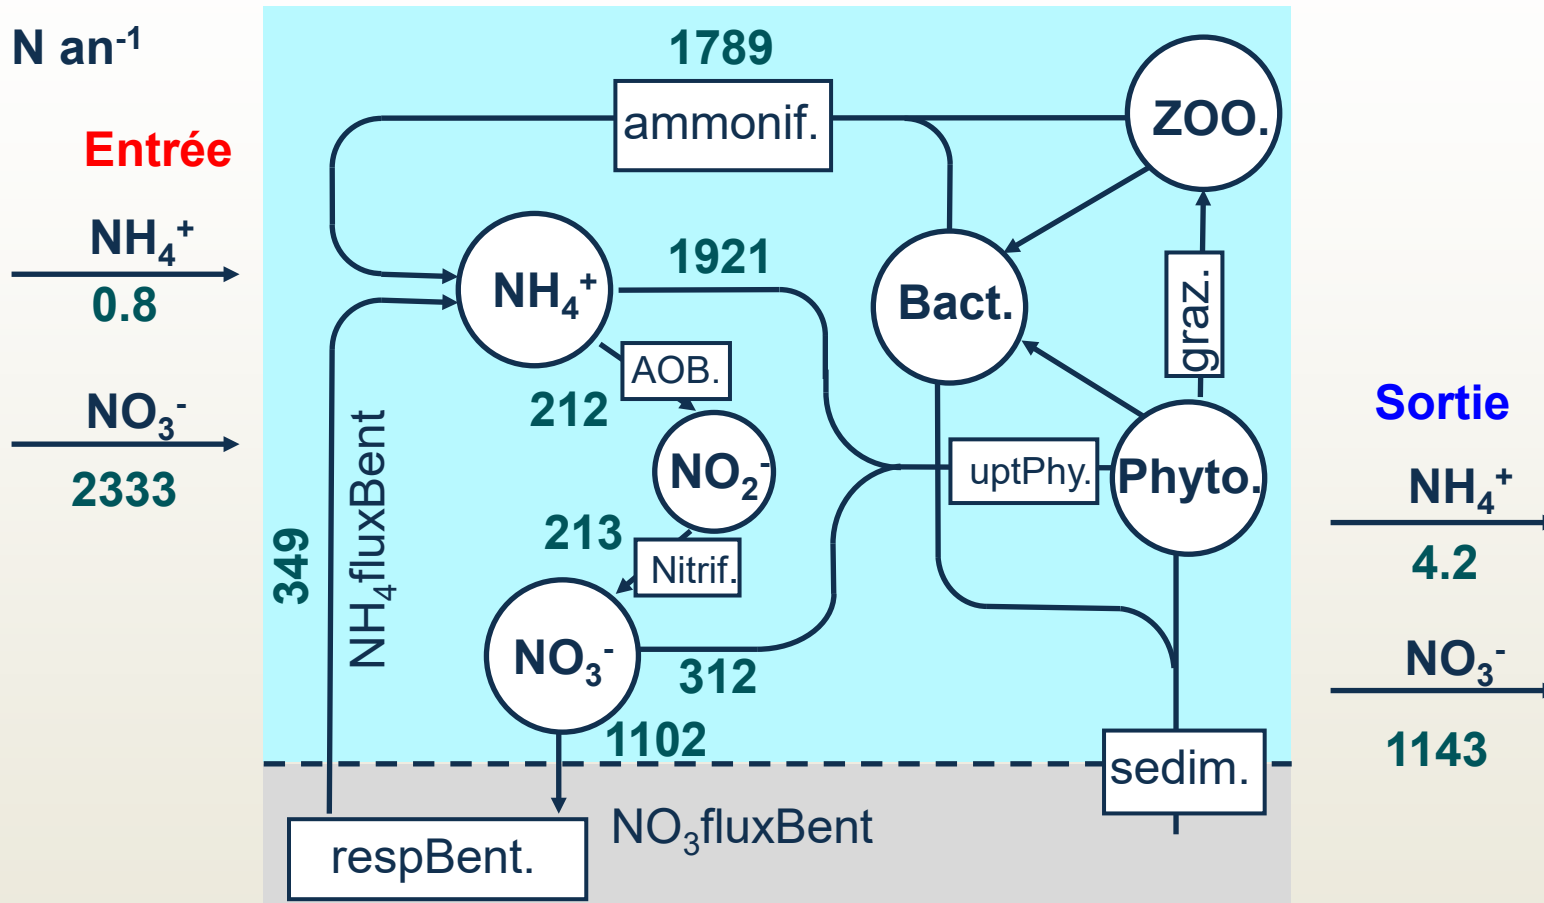 N an⁻¹
Entrée
NH₄⁺
0.8
NO₃⁻
2333
1789
ammonif.
ZOO.
NH₄⁺
1921
Bact.
graz.
AOB.
212
NO₂⁻
uptPhy.
Phyto.
213
Nitrif.
349
NH₄fluxBent
NO₃⁻
312
1102
sedim.
NO₃fluxBent
respBent.
Sortie
NH₄⁺
4.2
NO₃⁻
1143